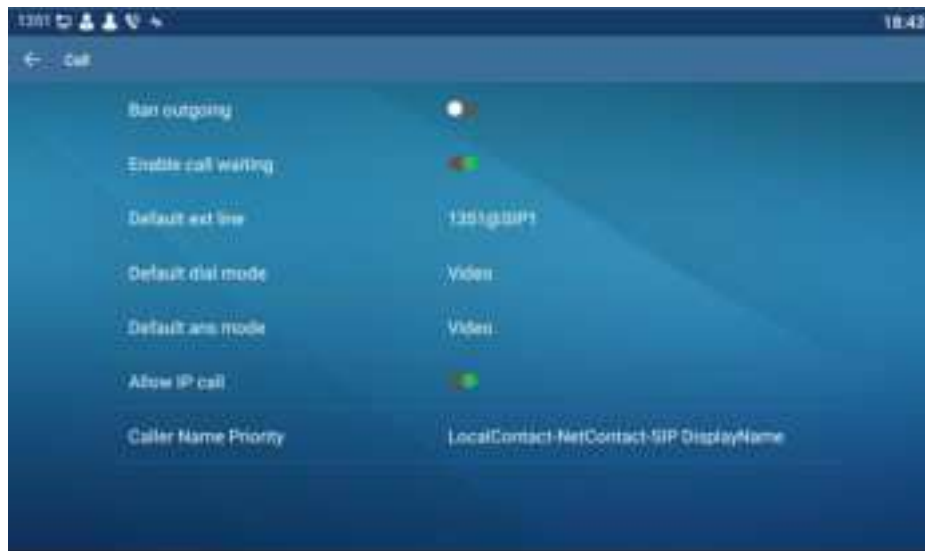 1351 18:43
Call
Ban outgoing
Enable call waiting
Default ext line 1351@SIP1
Default dial mode Video
Default ans mode Video
Allow IP call
Caller Name Priority LocalContact-NetContact-SIP DisplayName